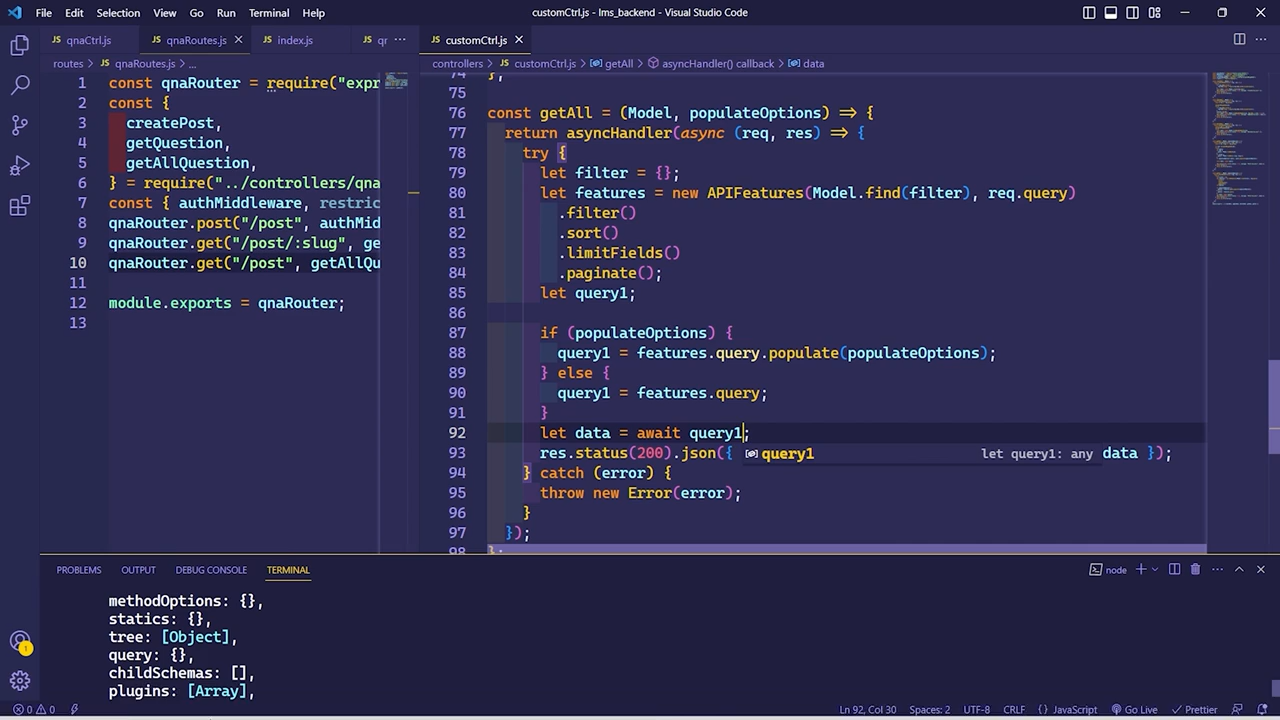 File Edit Selection View Go Run Terminal Help
customCtrl.js - lms_backend - Visual Studio Code
qnaCtrl.js
qnaRoutes.js
index.js
qr
customCtrl.js
routes > qnaRoutes.js > ...
controllers > customCtrl.js > getAll > asyncHandler() callback > data
1 const qnaRouter = require("expr
2 const {
3 createPost,
4 getQuestion,
5 getAllQuestion,
6 } = require("../controllers/qna
7 const { authMiddleware, restric
8 qnaRouter.post("/post", authMid
9 qnaRouter.get("/post/:slug", ge
10 qnaRouter.get("/post", getAllQu
11
12 module.exports = qnaRouter;
13
74 };
75
76 const getAll = (Model, populateOptions) => {
77 return asyncHandler(async (req, res) => {
78 try {
79 let filter = {};
80 let features = new APIFeatures(Model.find(filter), req.query)
81 .filter()
82 .sort()
83 .limitFields()
84 .paginate();
85 let query1;
86
87 if (populateOptions) {
88 query1 = features.query.populate(populateOptions);
89 } else {
90 query1 = features.query;
91 }
92 let data = await query1;
93 res.status(200).json({
query1 let query1: any
data });
94 } catch (error) {
95 throw new Error(error);
96 }
97 });
98 };
PROBLEMS OUTPUT DEBUG CONSOLE TERMINAL
node
methodOptions: {},
statics: {},
tree: [Object],
query: {},
childSchemas: [],
plugins: [Array],
1
0 0
Ln 92, Col 30 Spaces: 2 UTF-8 CRLF {} JavaScript Go Live Prettier